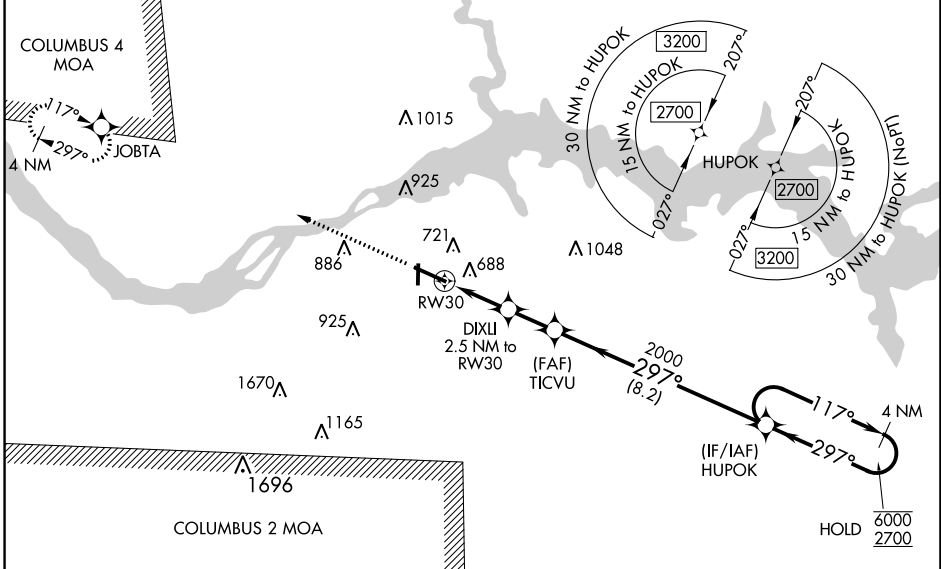 COLUMBUS 4
MOA
117°
297°
4 NM
JOBTA
1015
925
721
688
886
RW30
925
1670
1165
1696
COLUMBUS 2 MOA
1048
DIXLI
2.5 NM to
RW30
(FAF)
TICVU
2000
297°
(8.2)
(IF/IAF)
HUPOK
117°
297°
4 NM
HOLD
6000
2700
30 NM to HUPOK
3200
207°
15 NM to HUPOK
2700
027°
HUPOK
207°
2700
15 NM to HUPOK
027°
3200
30 NM to HUPOK (NoPT)